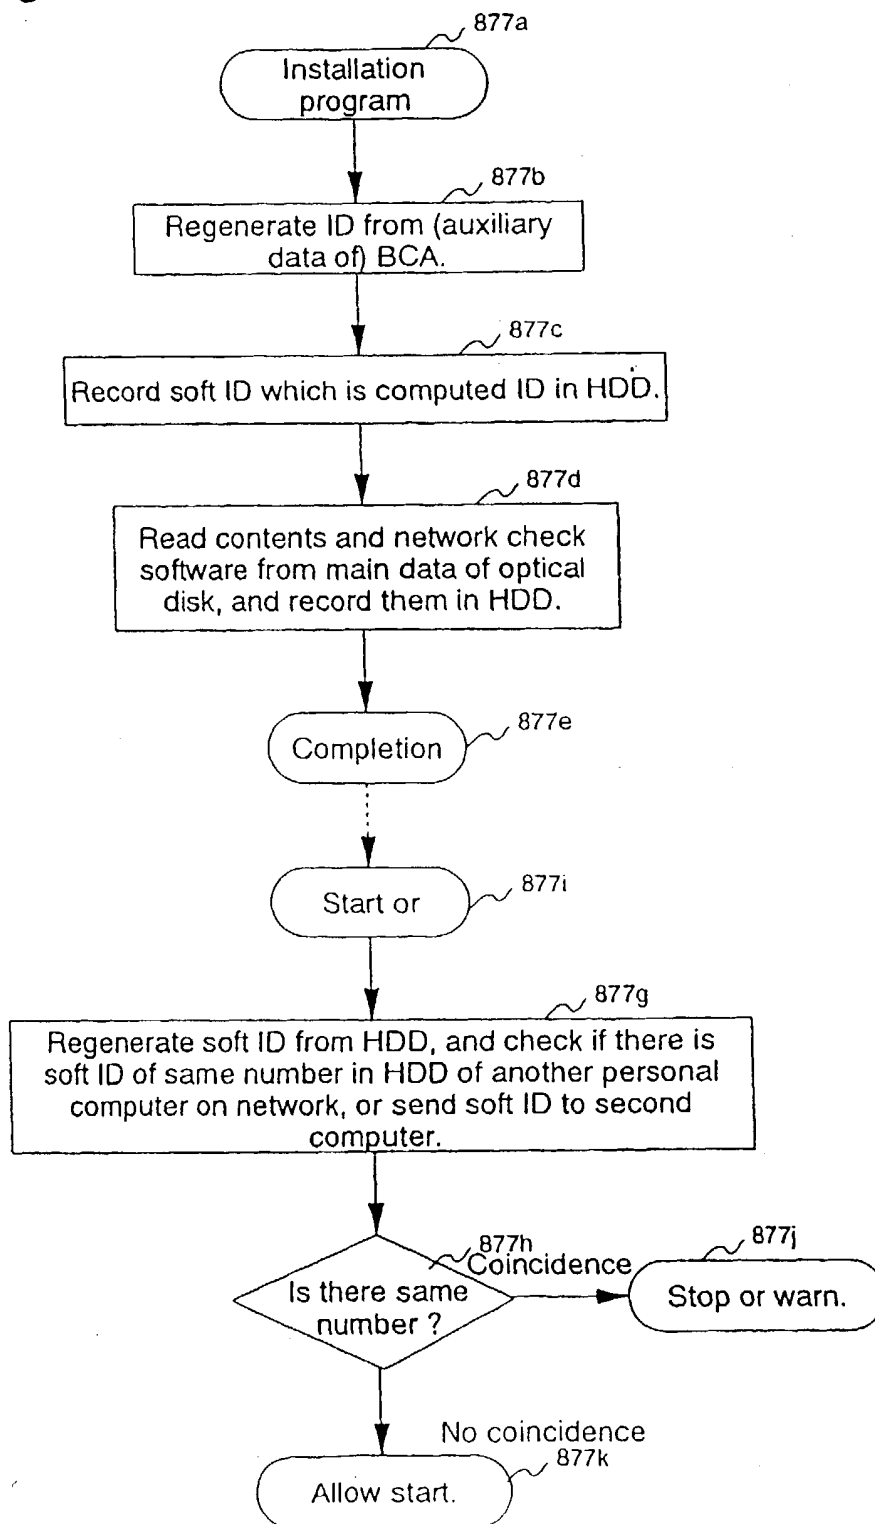 877a
Installation
program
877b
Regenerate ID from (auxiliary
data of) BCA.
877c
Record soft ID which is computed ID in HDD.
877d
Read contents and network check
software from main data of optical
disk, and record them in HDD.
877e
Completion
877i
Start or
877g
Regenerate soft ID from HDD, and check if there is
soft ID of same number in HDD of another personal
computer on network, or send soft ID to second
computer.
877h
Coincidence
877j
Is there same
number ?
Stop or warn.
No coincidence
877k
Allow start.